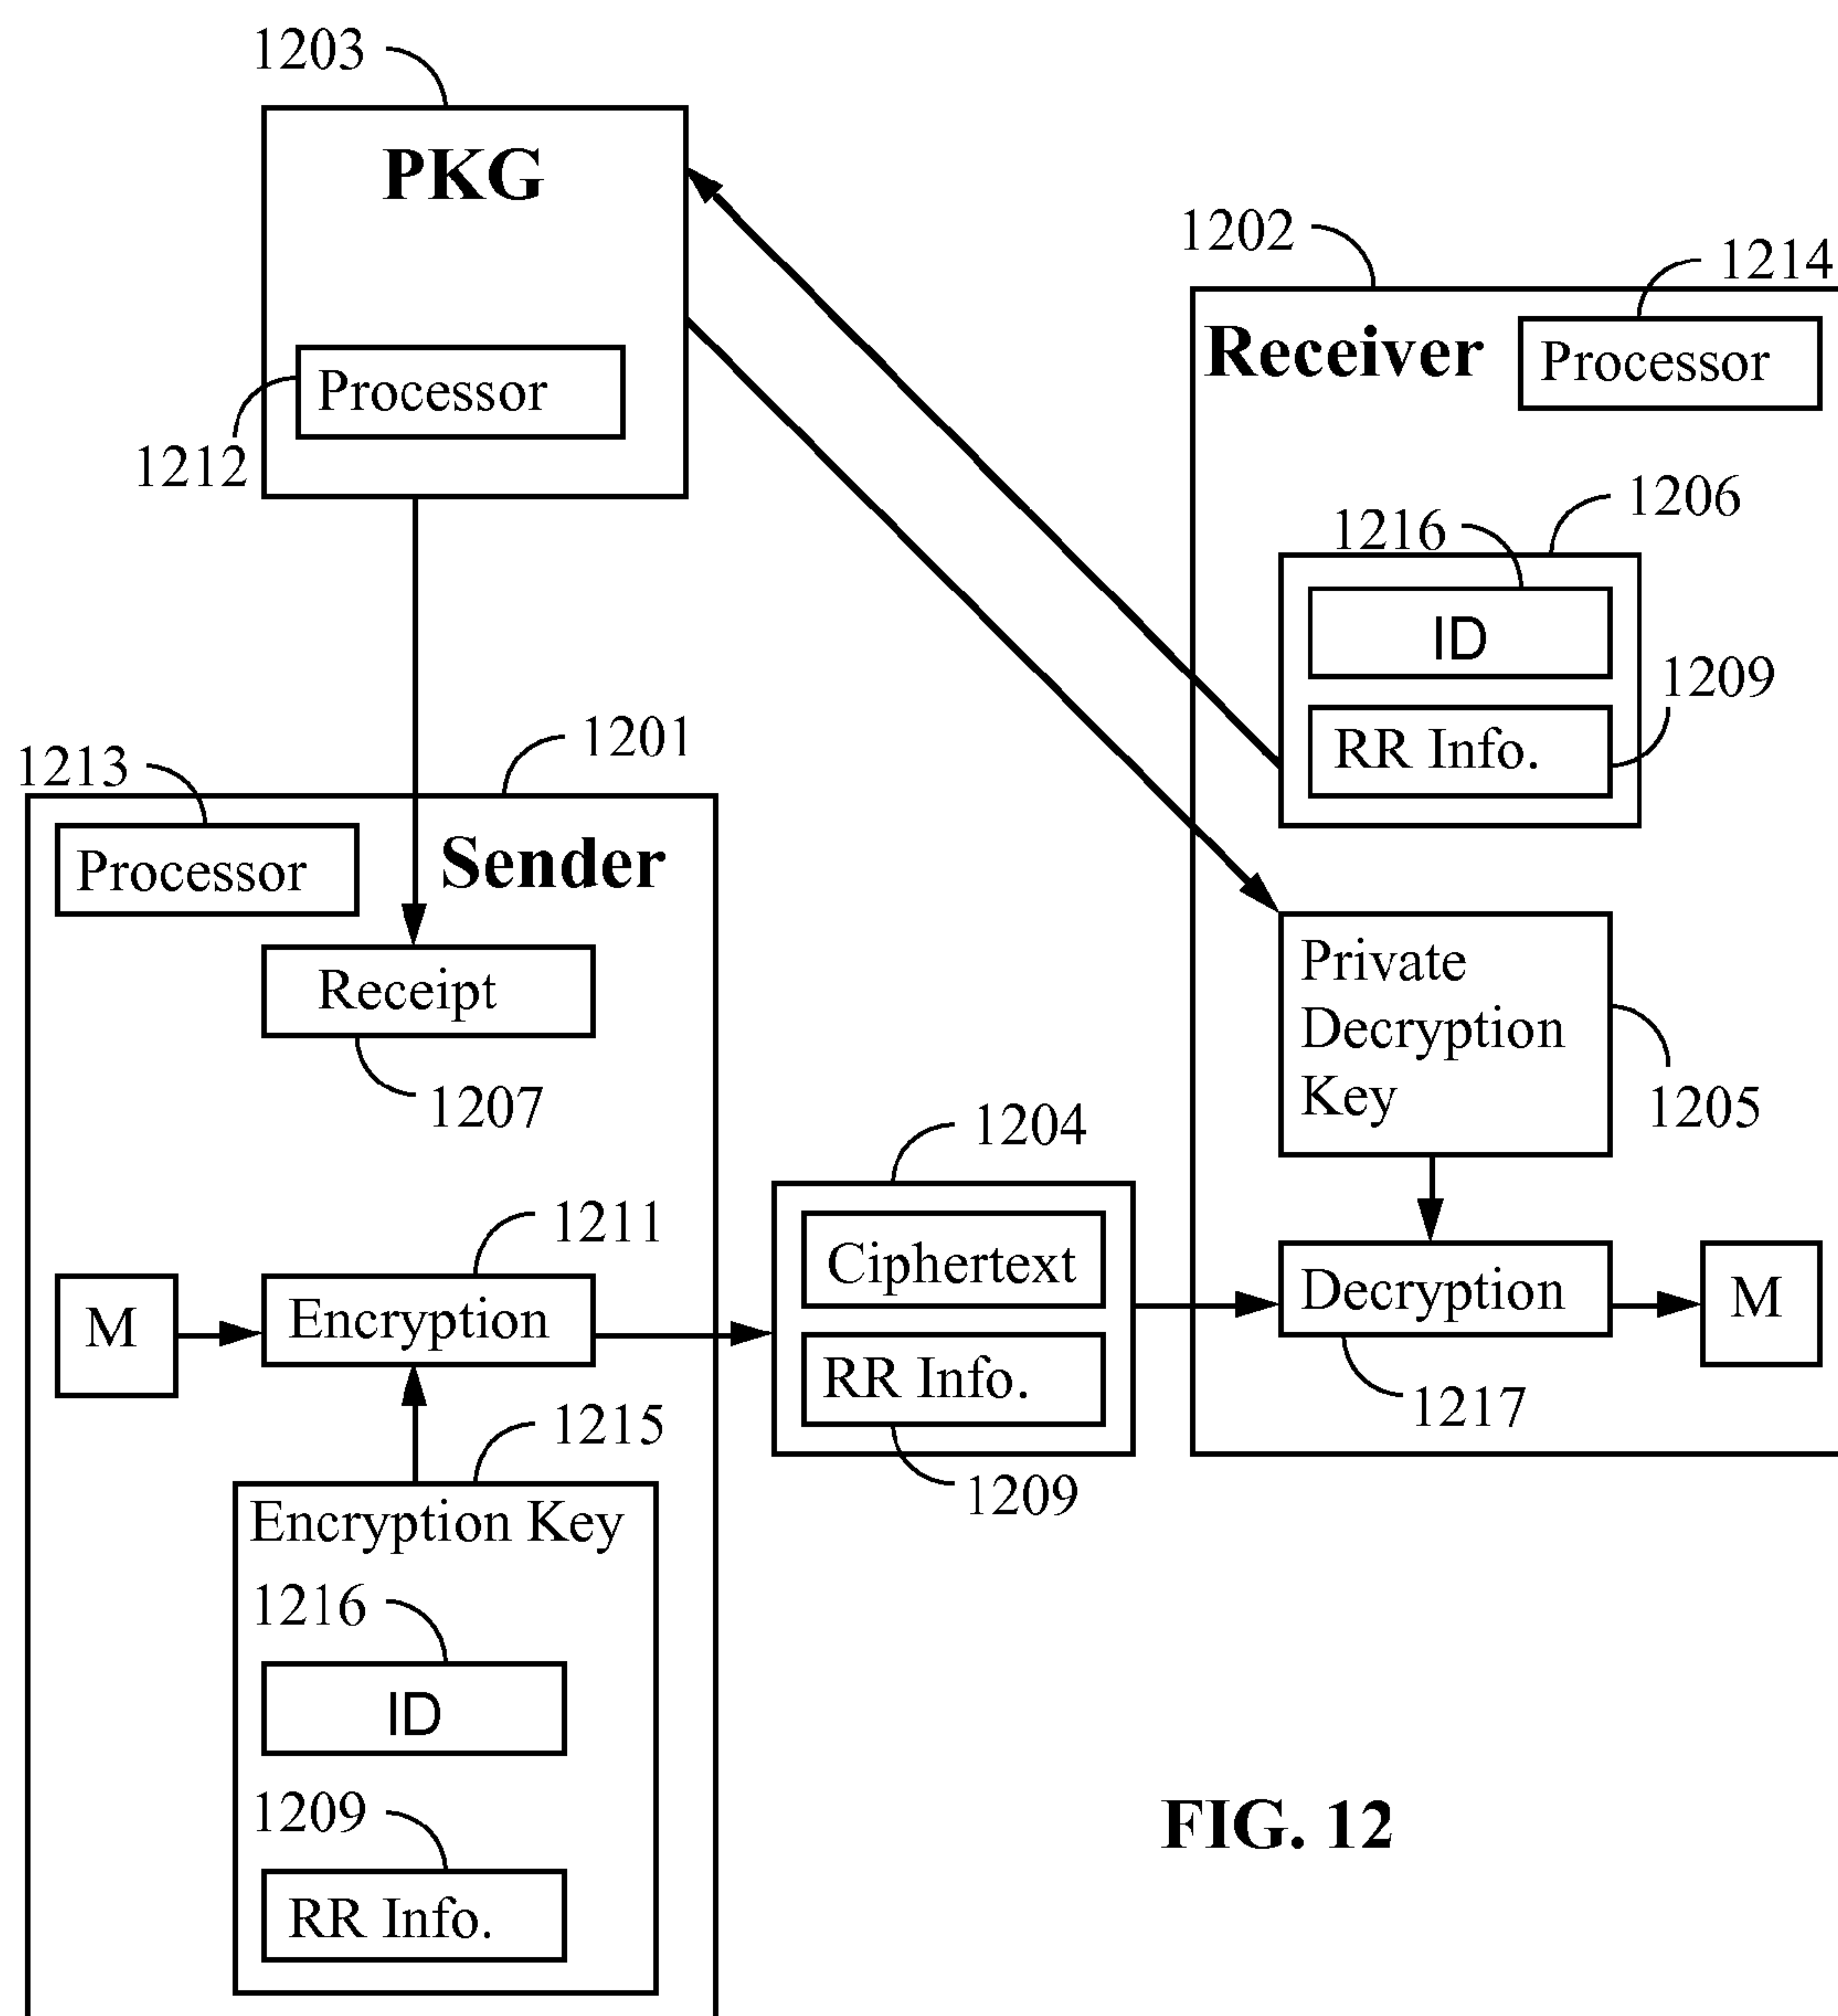 1203
PKG
1202
1214
Receiver
Processor
Processor
1212
1206
1216
ID
1209
RR Info.
1201
1213
Processor
Sender
Receipt
1207
Private
Decryption
Key
1205
1204
1211
Ciphertext
M
Encryption
Decryption
M
RR Info.
1217
1215
1209
Encryption Key
1216
ID
1209
RR Info.
FIG. 12